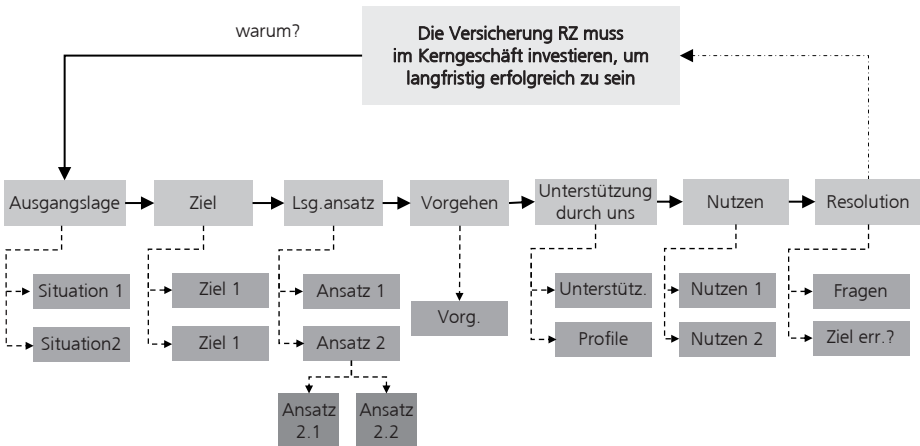 warum?
Die Versicherung RZ muss
im Kerngeschäft investieren, um
langfristig erfolgreich zu sein
Ausgangslage
Ziel
Lsg.ansatz
Vorgehen
Unterstützung
durch uns
Nutzen
Resolution
Situation 1
Ziel 1
Ansatz 1
Vorg.
Unterstütz.
Nutzen 1
Fragen
Situation2
Ziel 1
Ansatz 2
Profile
Nutzen 2
Ziel err.?
Ansatz
2.1
Ansatz
2.2